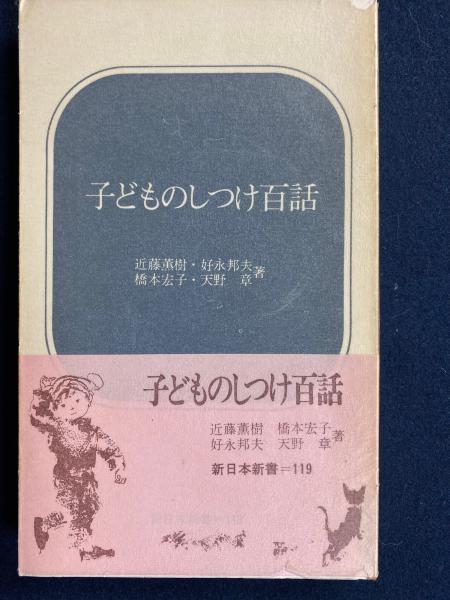 子どものしつけ百話
近藤薫樹・好永邦夫
橋本宏子・天野 章
著
子どものしつけ百話
近藤薫樹 橋本宏子
好永邦夫 天野 章
著
新日本新書=119